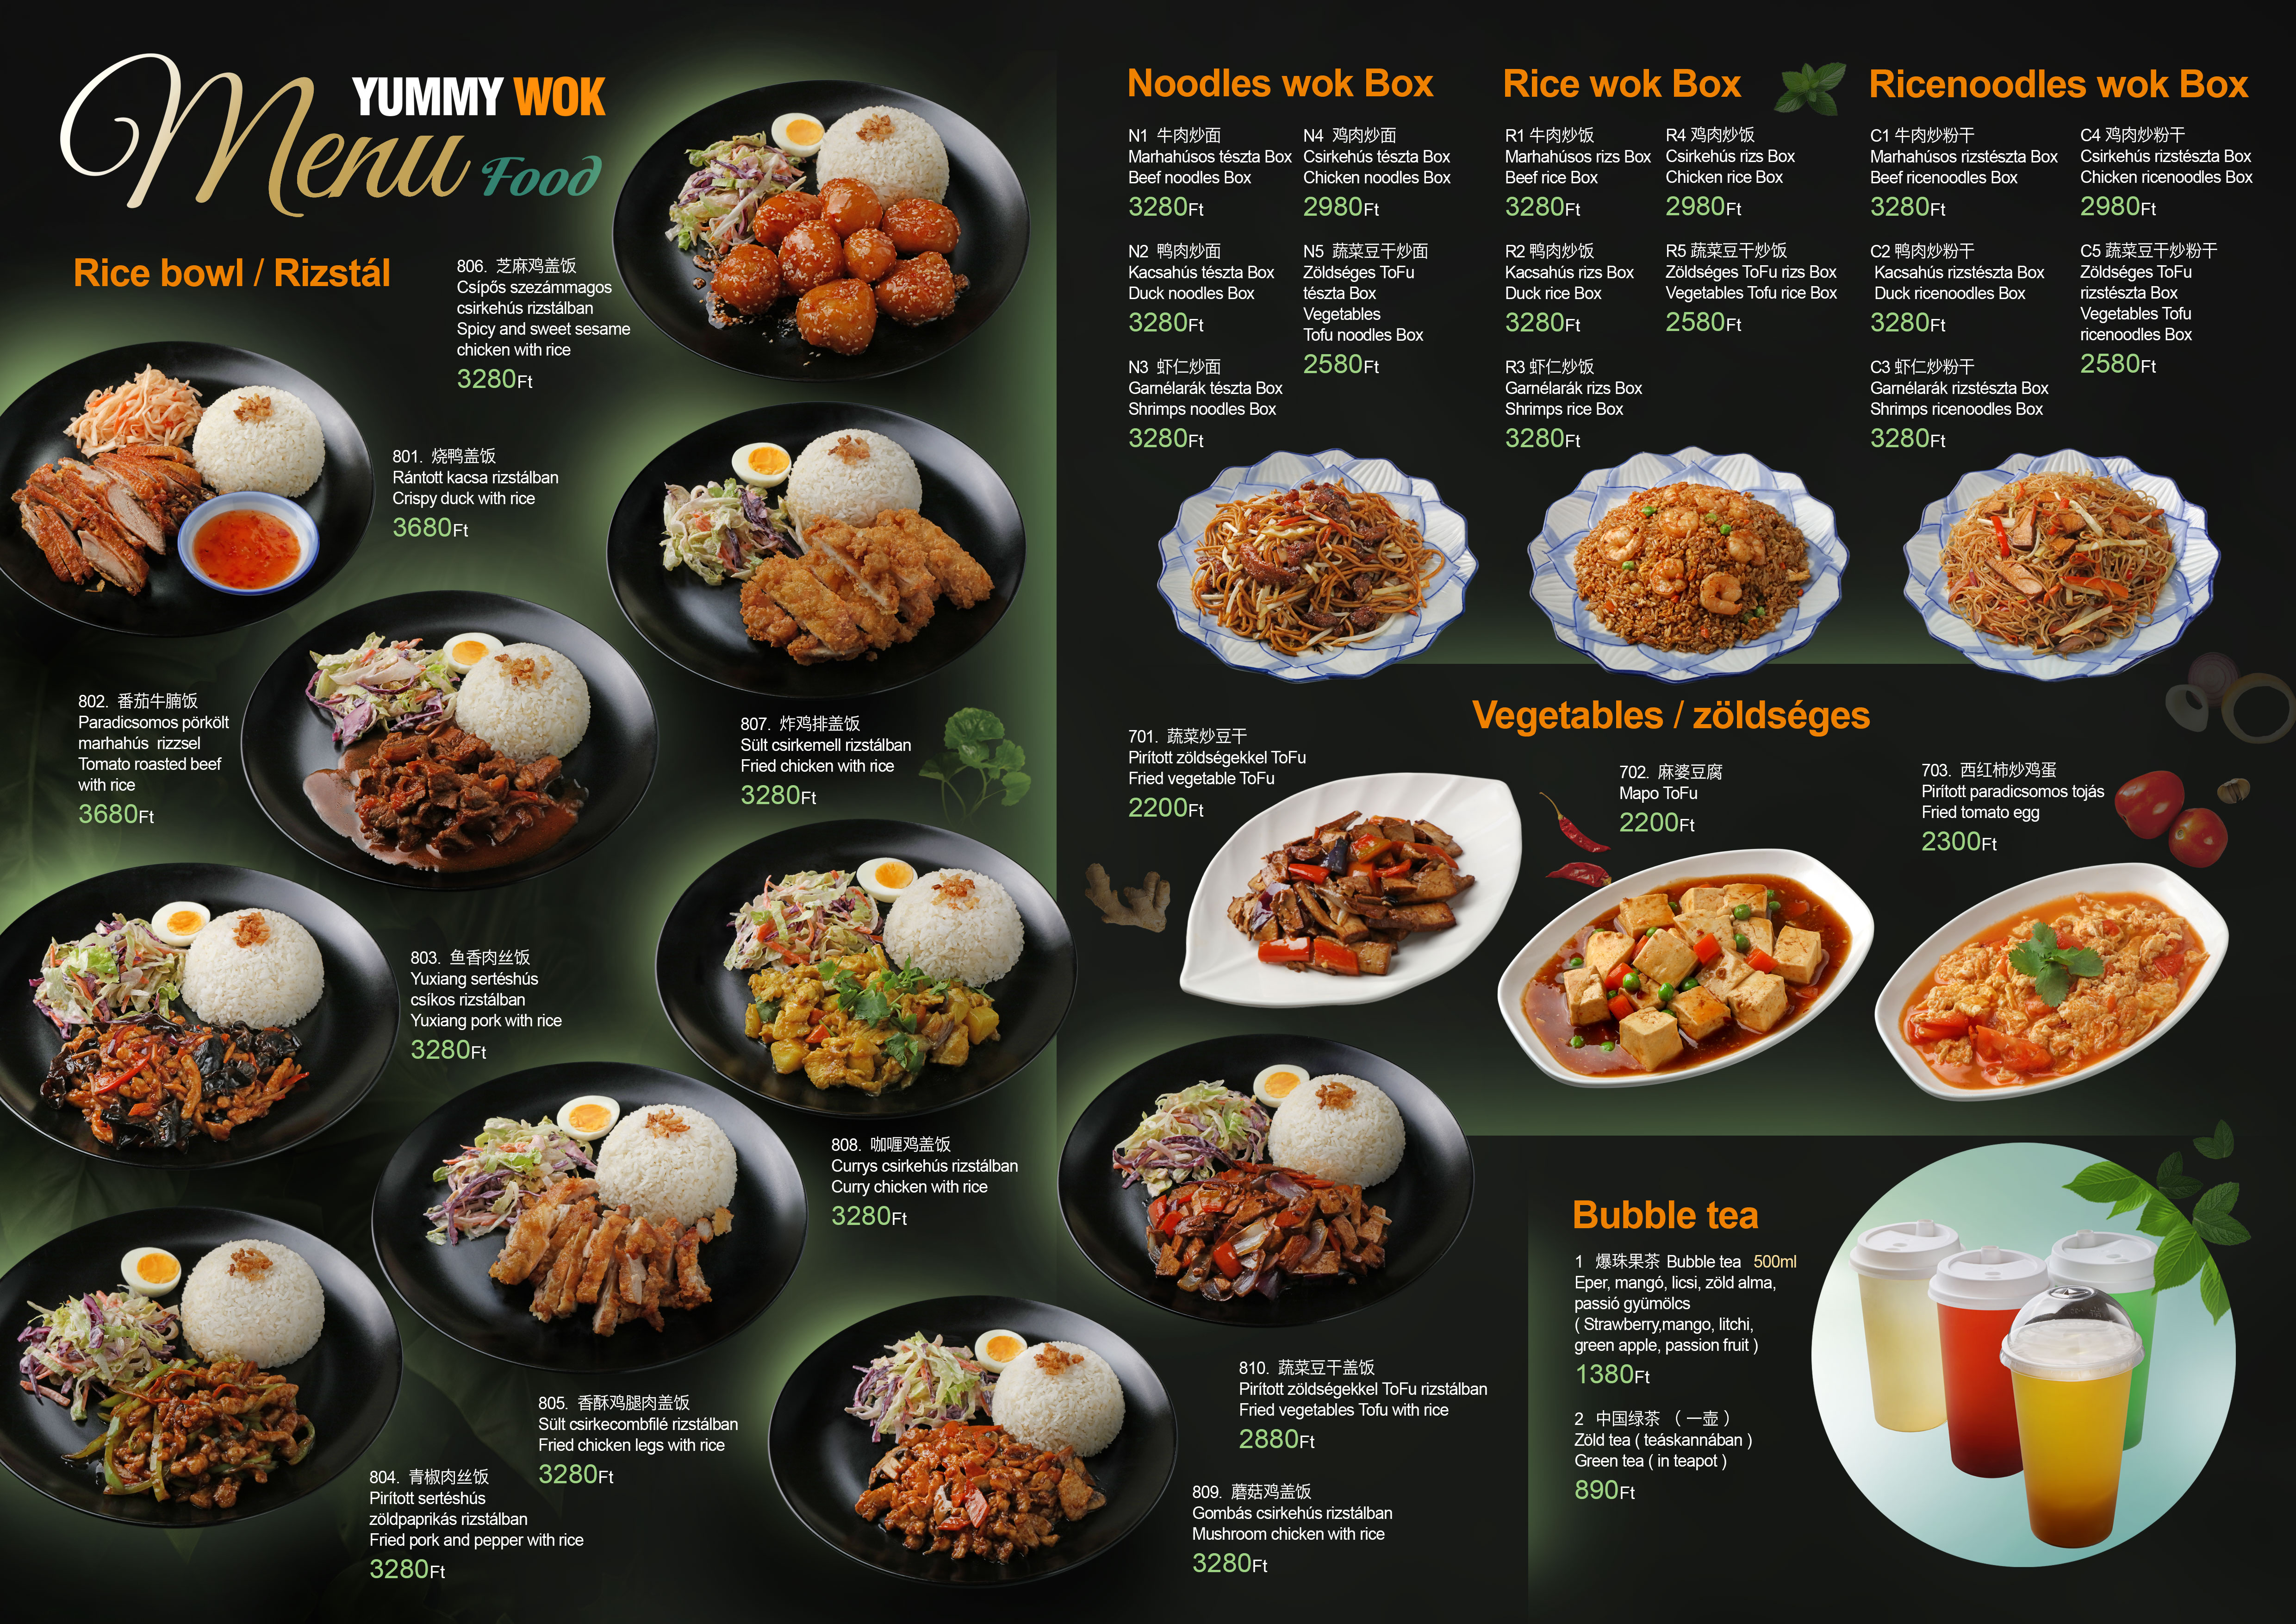 Menu
YUMMY WOK
Food
Rice bowl / Rizstál
806. 芝麻鸡盖饭
Csípős szezámmagos
csirkehús rizstálban
Spicy and sweet sesame
chicken with rice
3280Ft
801. 烧鸭盖饭
Rántott kacsa rizstálban
Crispy duck with rice
3680Ft
802. 番茄牛腩饭
Paradicsomos pörkölt
marhahús rizzsel
Tomato roasted beef
with rice
3680Ft
807. 炸鸡排盖饭
Sült csirkemell rizstálban
Fried chicken with rice
3280Ft
803. 鱼香肉丝饭
Yuxiang sertéshús
csíkos rizstálban
Yuxiang pork with rice
3280Ft
808. 咖喱鸡盖饭
Currys csirkehús rizstálban
Curry chicken with rice
3280Ft
805. 香酥鸡腿肉盖饭
Sült csirkecombfilé rizstálban
Fried chicken legs with rice
3280Ft
804. 青椒肉丝饭
Pirított sertéshús
zöldpaprikás rizstálban
Fried pork and pepper with rice
3280Ft
810. 蔬菜豆干盖饭
Pirított zöldségekkel ToFu rizstálban
Fried vegetables Tofu with rice
2880Ft
809. 蘑菇鸡盖饭
Gombás csirkehús rizstálban
Mushroom chicken with rice
3280Ft
Noodles wok Box
N1 牛肉炒面
Marhahúsos tészta Box
Beef noodles Box
3280Ft
N2 鸭肉炒面
Kacsahús tészta Box
Duck noodles Box
3280Ft
N3 虾仁炒面
Garnélarák tészta Box
Shrimps noodles Box
3280Ft
N4 鸡肉炒面
Csirkehús tészta Box
Chicken noodles Box
2980Ft
N5 蔬菜豆干炒面
Zöldséges ToFu
tészta Box
Vegetables
Tofu noodles Box
2580Ft
Rice wok Box
R1 牛肉炒饭
Marhahúsos rizs Box
Beef rice Box
3280Ft
R2 鸭肉炒饭
Kacsahús rizs Box
Duck rice Box
3280Ft
R3 虾仁炒饭
Garnélarák rizs Box
Shrimps rice Box
3280Ft
R4 鸡肉炒饭
Csirkehús rizs Box
Chicken rice Box
2980Ft
R5 蔬菜豆干炒饭
Zöldséges ToFu rizs Box
Vegetables Tofu rice Box
2580Ft
Ricenoodles wok Box
C1 牛肉炒粉干
Marhahúsos rizstészta Box
Beef ricenoodles Box
3280Ft
C2 鸭肉炒粉干
Kacsahús rizstészta Box
Duck ricenoodles Box
3280Ft
C3 虾仁炒粉干
Garnélarák rizstészta Box
Shrimps ricenoodles Box
3280Ft
C4 鸡肉炒粉干
Csirkehús rizstészta Box
Chicken ricenoodles Box
2980Ft
C5 蔬菜豆干炒粉干
Zöldséges ToFu
rizstészta Box
Vegetables Tofu
ricenoodles Box
2580Ft
Vegetables / zöldséges
701. 蔬菜炒豆干
Pirított zöldségekkel ToFu
Fried vegetable ToFu
2200Ft
702. 麻婆豆腐
Mapo ToFu
2200Ft
703. 西红柿炒鸡蛋
Pirított paradicsomos tojás
Fried tomato egg
2300Ft
Bubble tea
1 爆珠果茶 Bubble tea 500ml
Eper, mangó, licsi, zöld alma,
passió gyümölcs
( Strawberry,mango, litchi,
green apple, passion fruit )
1380Ft
2 中国绿茶 （ 一壶 ）
Zöld tea ( teáskannában )
Green tea ( in teapot )
890Ft